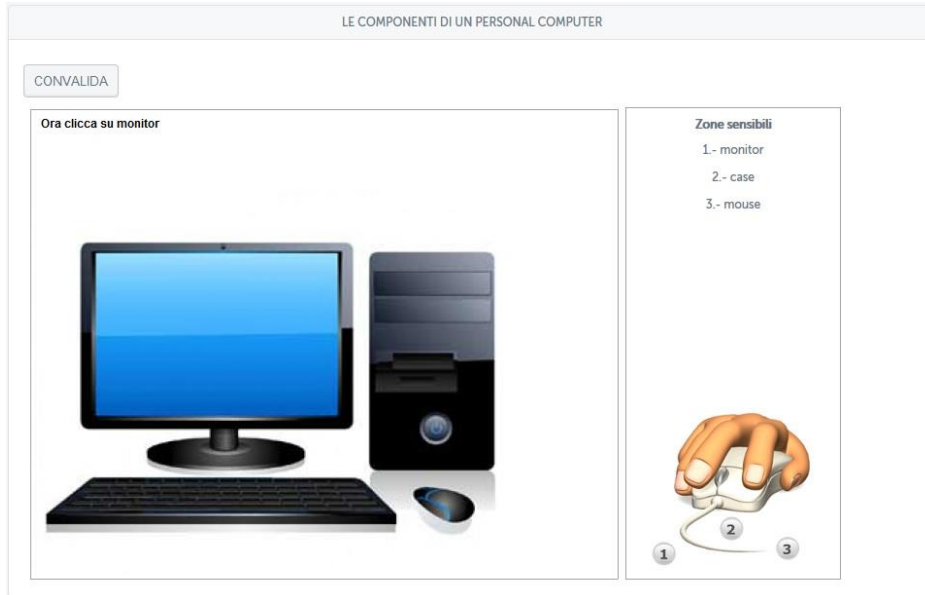 LE COMPONENTI DI UN PERSONAL COMPUTER
CONVALIDA
Ora clicca su monitor
Zone sensibili
1.- monitor
2.- case
3.- mouse
1
2
3